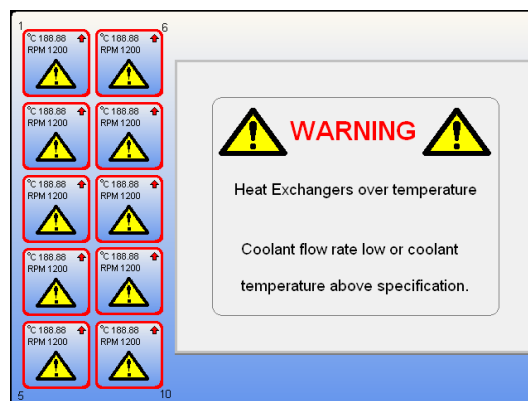 1
6
°C 188.88
RPM 1200
°C 188.88
RPM 1200
°C 188.88
RPM 1200
°C 188.88
RPM 1200
°C 188.88
RPM 1200
°C 188.88
RPM 1200
°C 188.88
RPM 1200
°C 188.88
RPM 1200
°C 188.88
RPM 1200
°C 188.88
RPM 1200
5
10
WARNING
Heat Exchangers over temperature
Coolant flow rate low or coolant
temperature above specification.